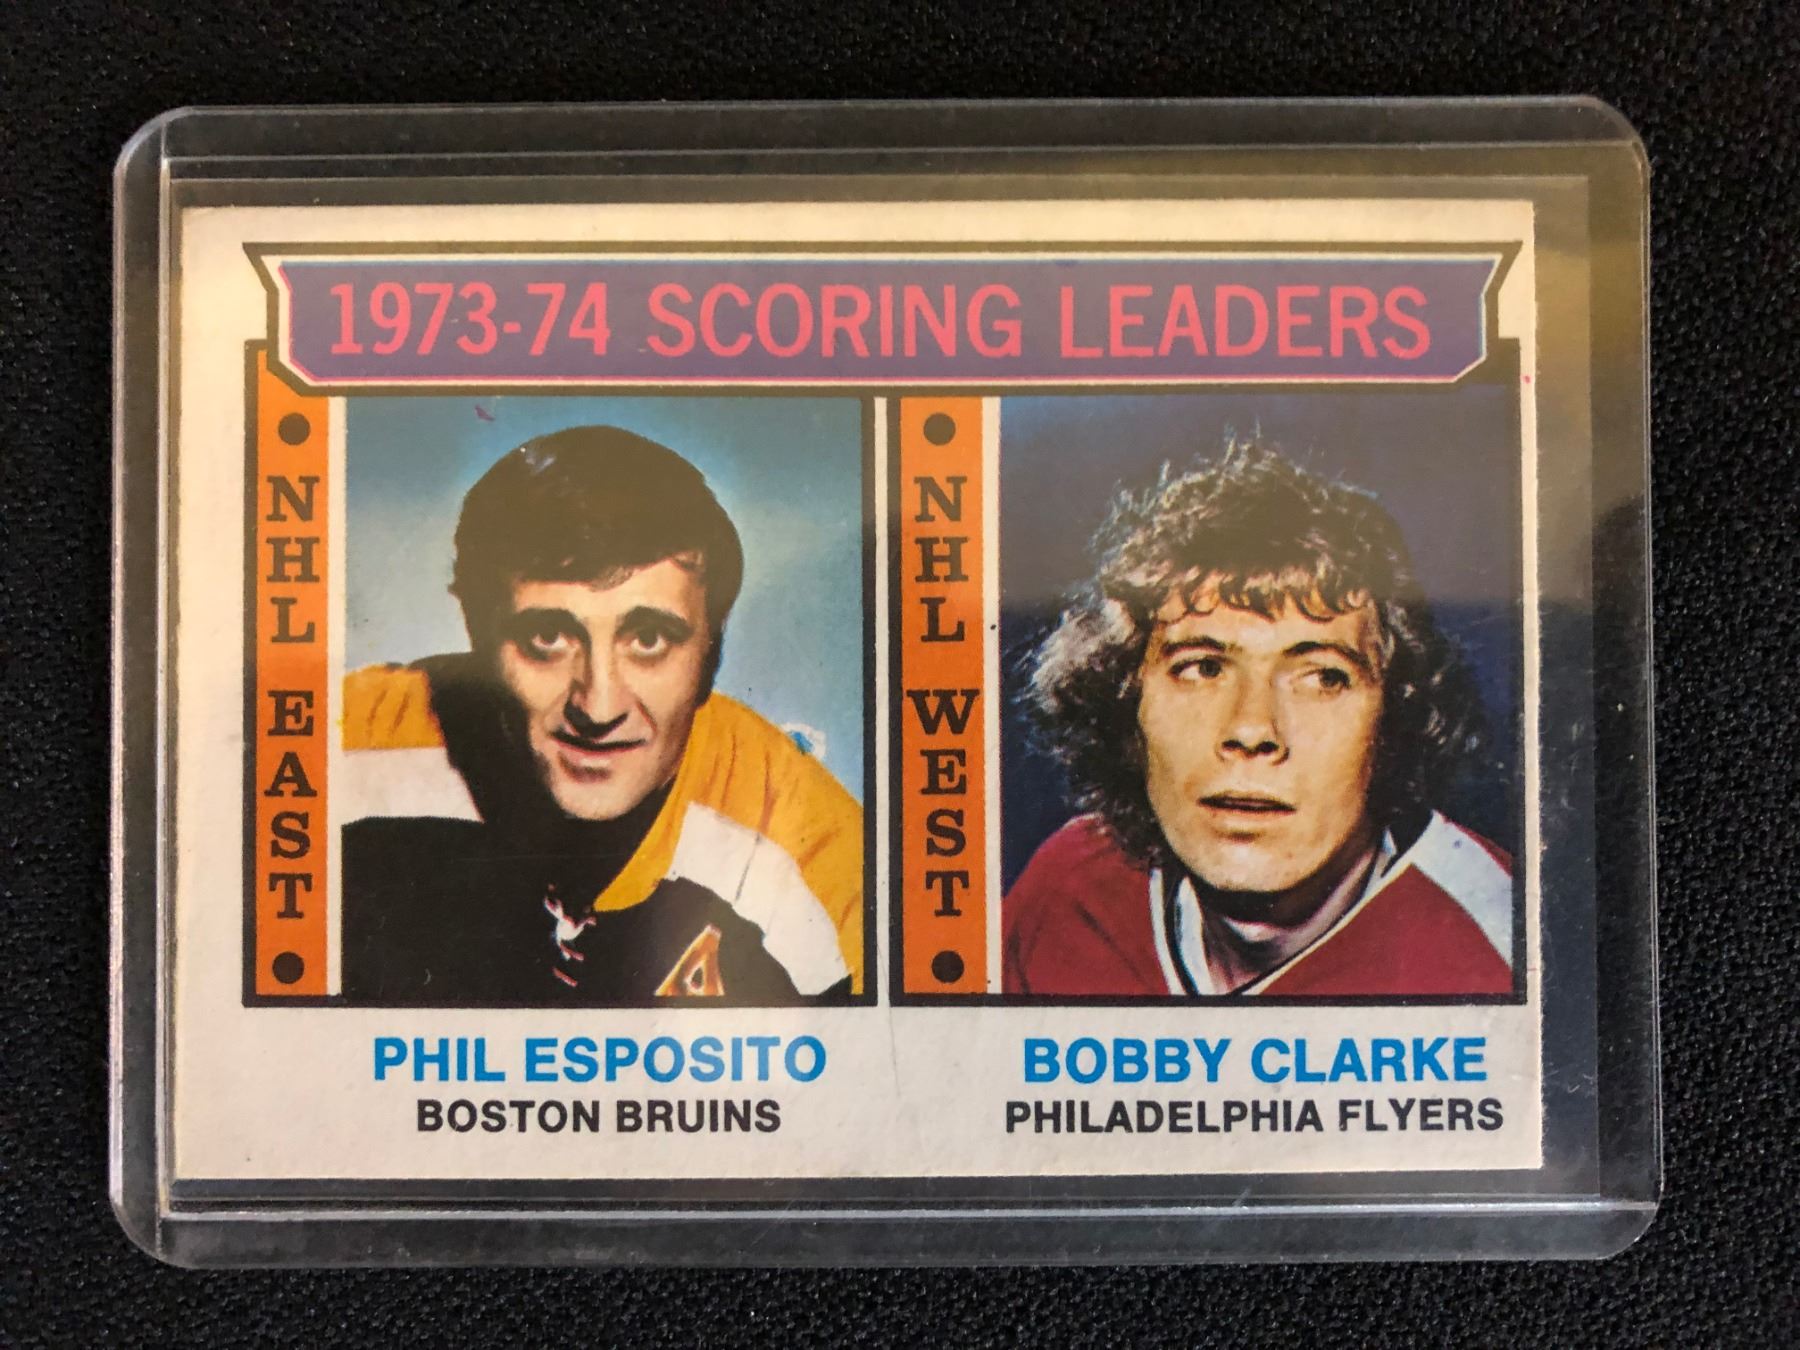 1973-74 SCORING LEADERS
NHL EAST
NHL WEST
PHIL ESPOSITO
BOSTON BRUINS
BOBBY CLARKE
PHILADELPHIA FLYERS